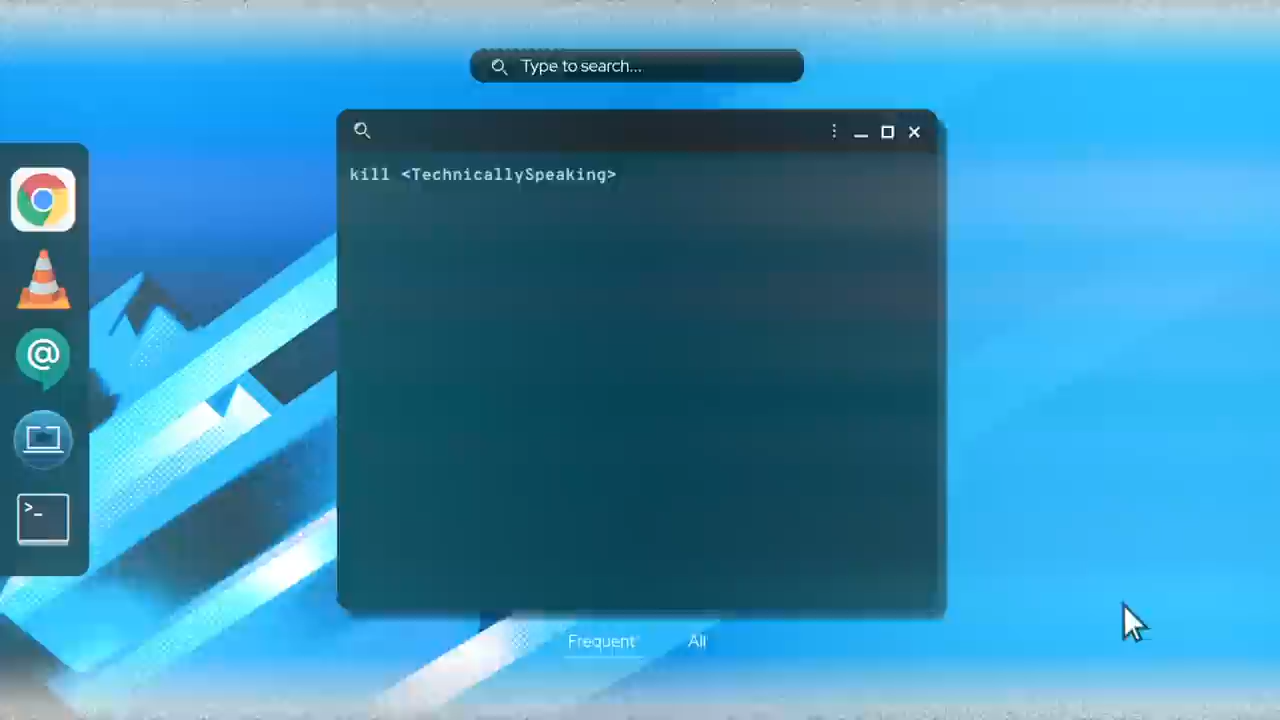 Type to search...
kill <TechnicallySpeaking>
@
>_
Frequent
All